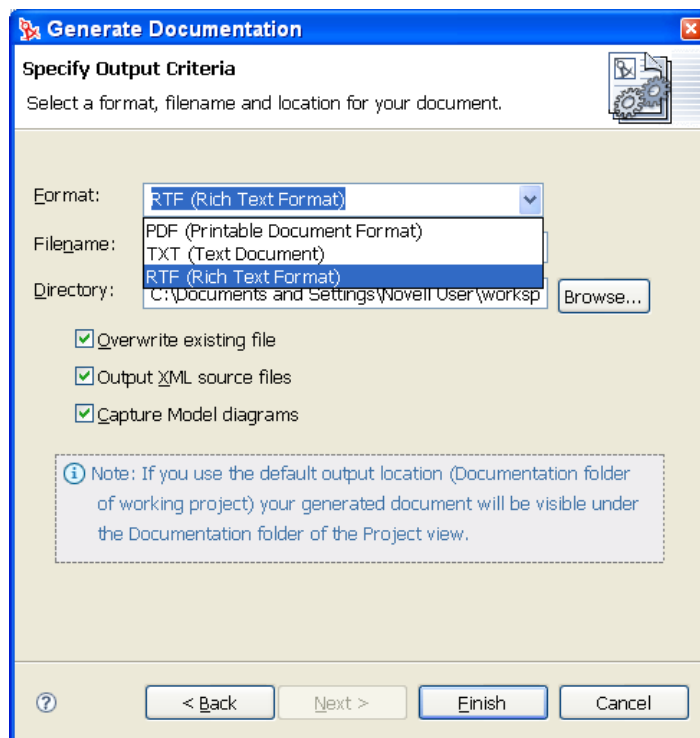 Generate Documentation
Specify Output Criteria
Select a format, filename and location for your document.
Format:
RTF (Rich Text Format)
PDF (Printable Document Format)
TXT (Text Document)
RTF (Rich Text Format)
Filename:
Directory:
C:\Documents and Settings\Novell User\worksp
Browse...
Overwrite existing file
Output XML source files
Capture Model diagrams
Note: If you use the default output location (Documentation folder
of working project) your generated document will be visible under
the Documentation folder of the Project view.
< Back
Next >
Finish
Cancel